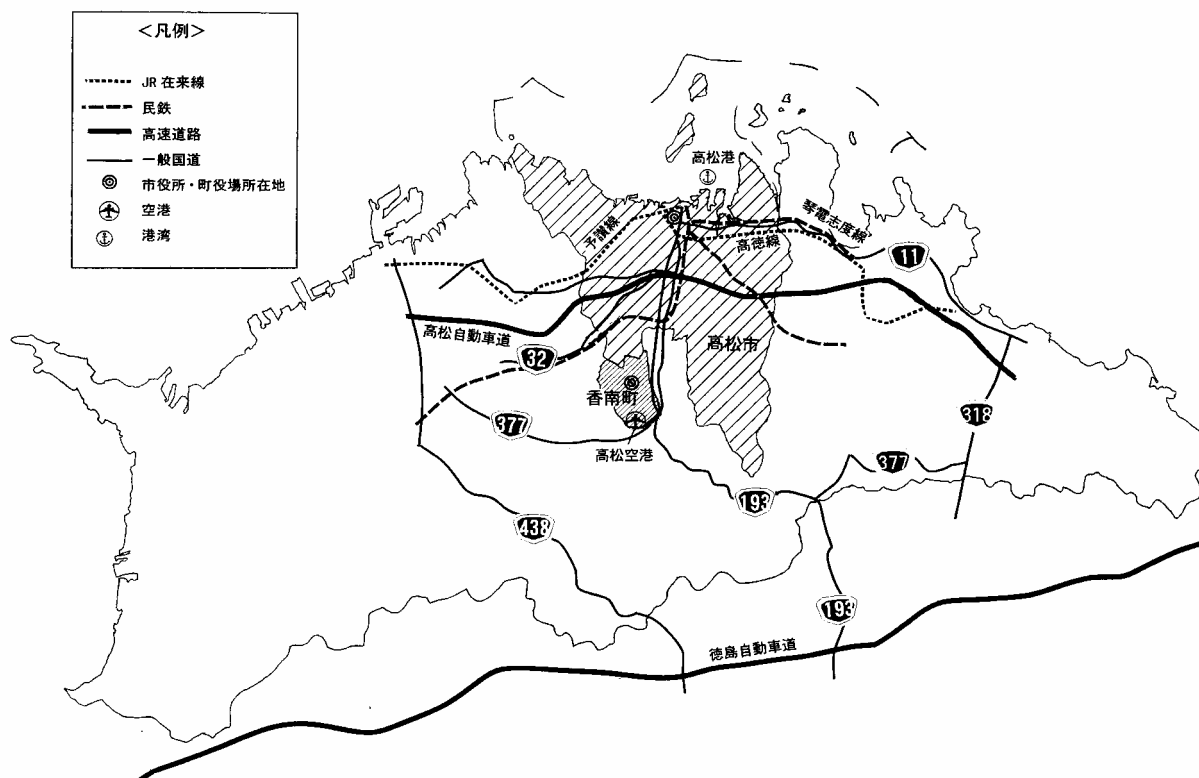 ＜凡例＞
JR 在来線
民鉄
高速道路
一般国道
市役所・町役場所在地
空港
港湾
高松港
予讃線
琴電志度線
高徳線
11
高松自動車道
32
高松市
香南町
377
318
高松空港
377
193
438
193
徳島自動車道